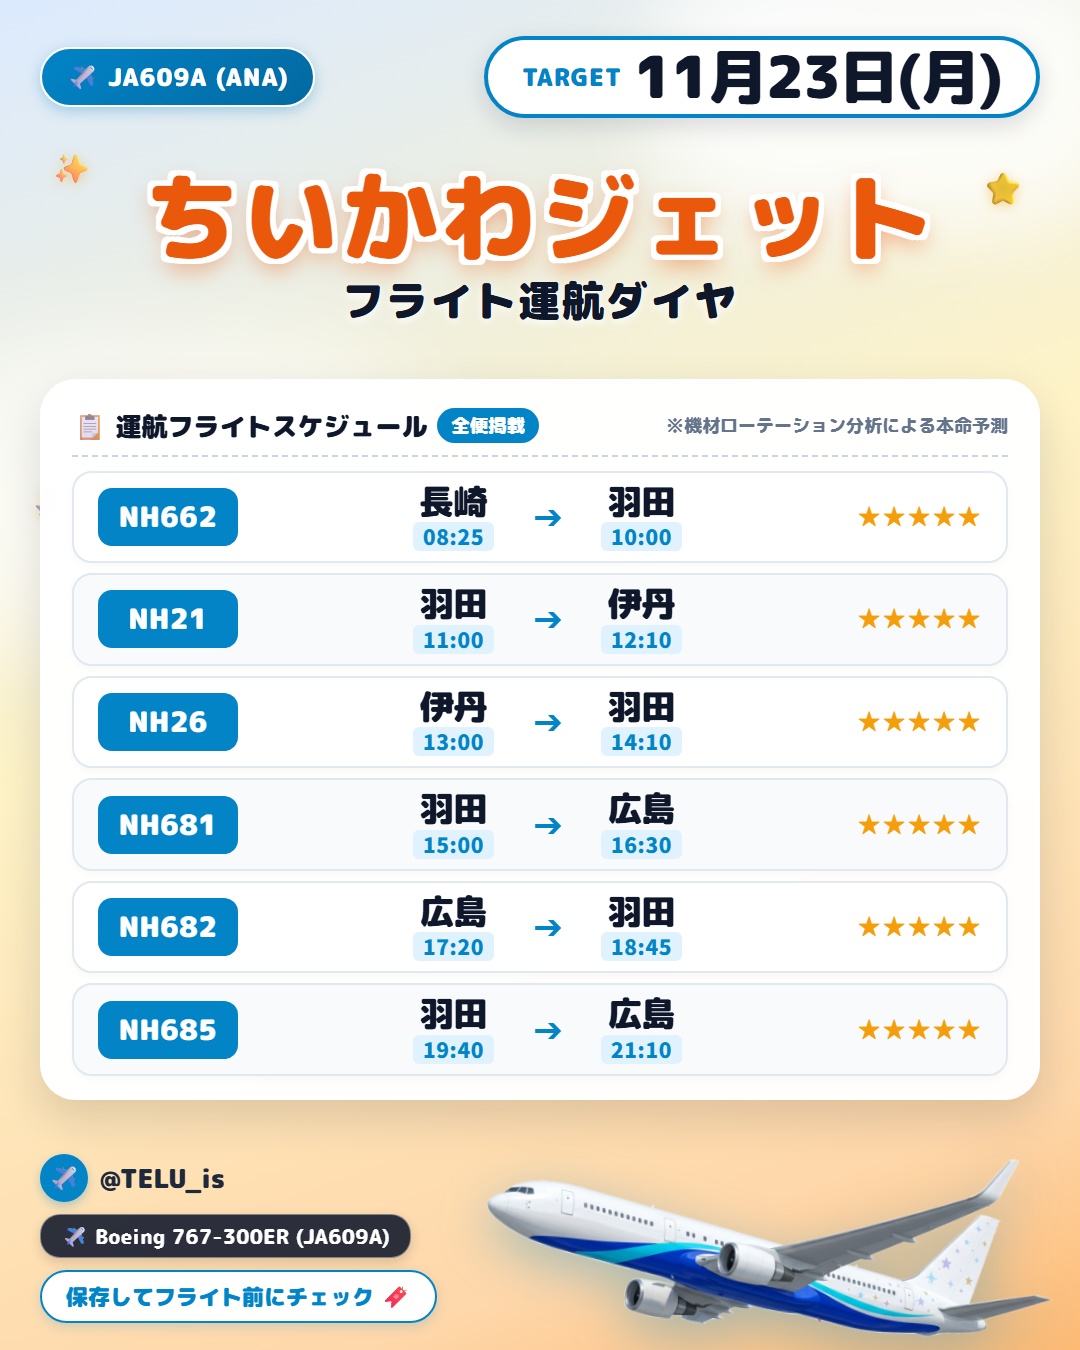 JA609A (ANA)
TARGET 11月23日(月)
ちいかわジェット
フライト運航ダイヤ
運航フライトスケジュール 全便掲載 ※機材ローテーション分析による本命予測
NH662 長崎 08:25 → 羽田 10:00 ★★★★★
NH21 羽田 11:00 → 伊丹 12:10 ★★★★★
NH26 伊丹 13:00 → 羽田 14:10 ★★★★★
NH681 羽田 15:00 → 広島 16:30 ★★★★★
NH682 広島 17:20 → 羽田 18:45 ★★★★★
NH685 羽田 19:40 → 広島 21:10 ★★★★★
@TELU_is
Boeing 767-300ER (JA609A)
保存してフライト前にチェック